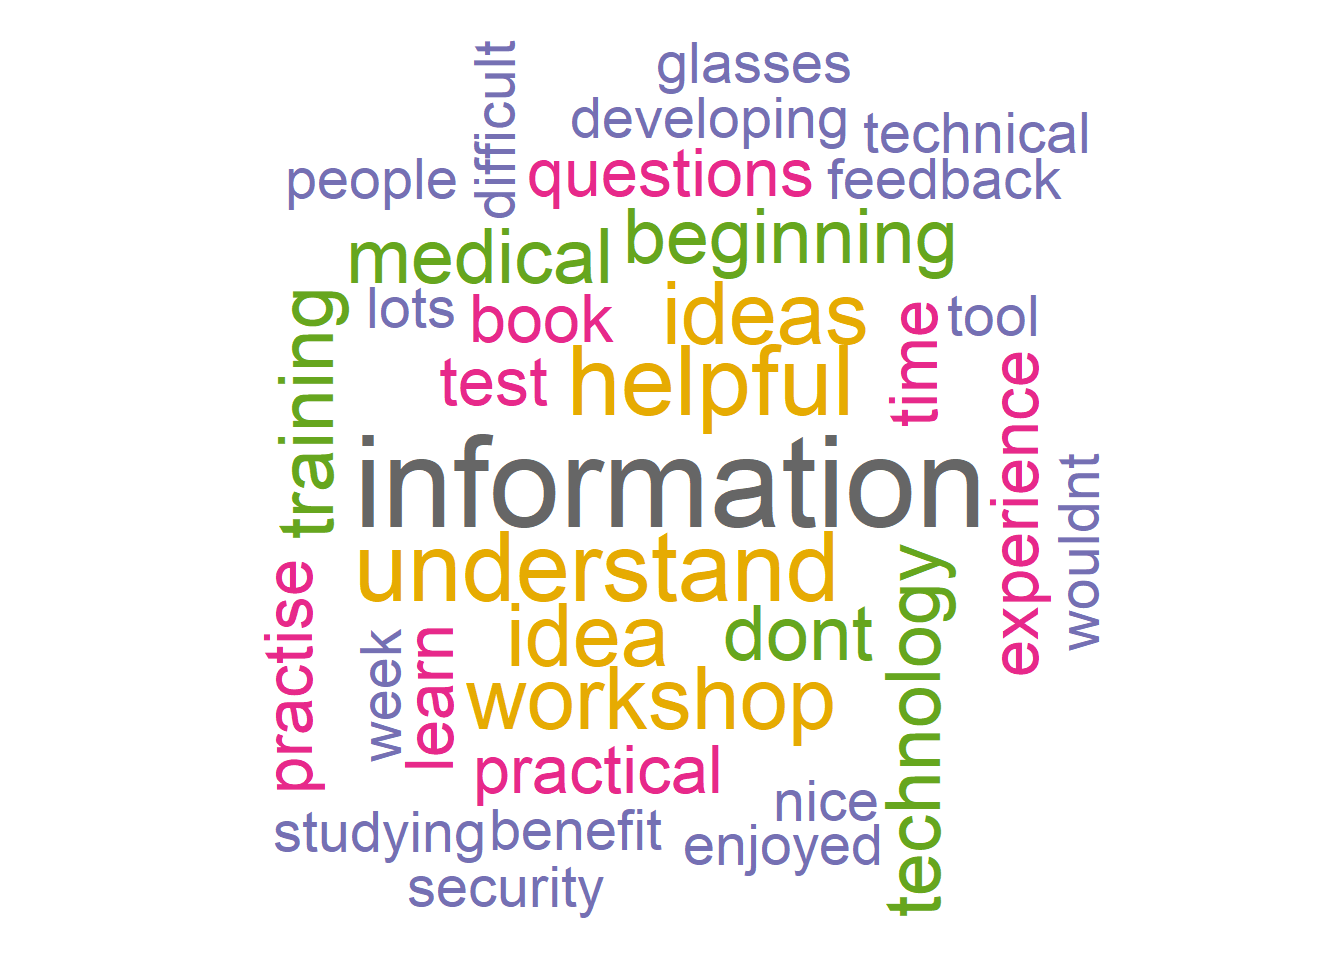 glasses
difficult
developing
technical
people
questions
feedback
beginning
medical
lots
book
ideas
time
tool
training
test
helpful
experience
information
wouldnt
understand
practise
week
learn
idea
dont
technology
workshop
practical
nice
studying
benefit
enjoyed
security